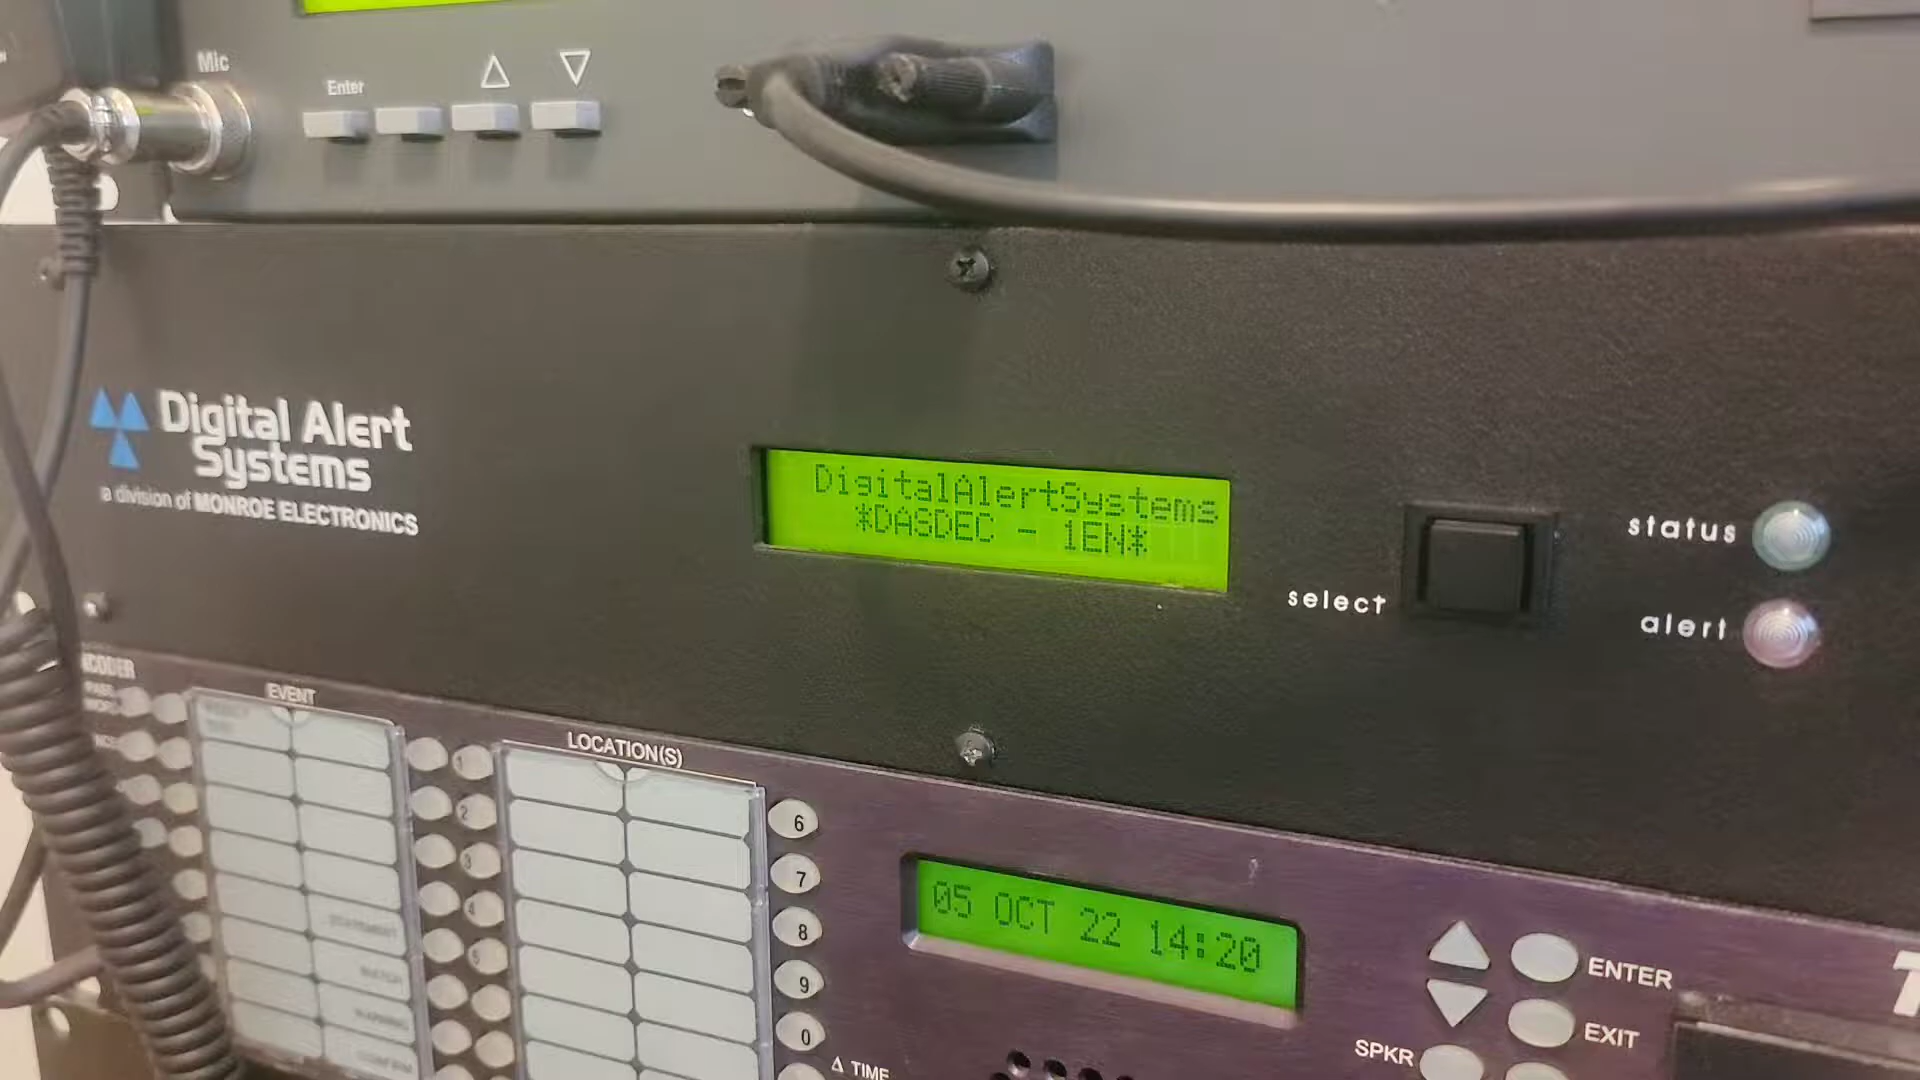 Mic
Enter
Digital Alert
Systems
a division of MONROE ELECTRONICS
DigitalAlertSystems
*DASDEC - 1EN*
select
status
alert
EVENT
LOCATION(S)
1
2
3
4
5
6
7
8
9
0
05 OCT 22 14:20
ENTER
EXIT
SPKR
Δ TIME